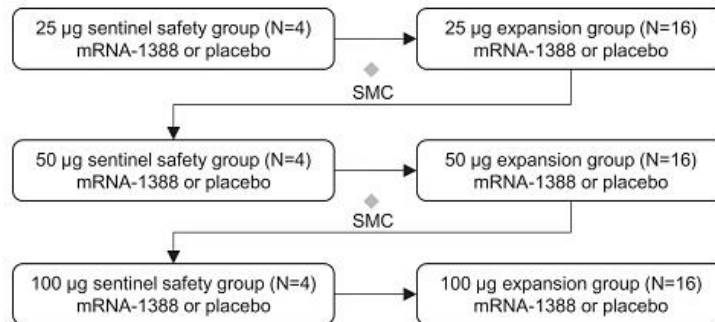 25 µg sentinel safety group (N=4)
mRNA-1388 or placebo
25 µg expansion group (N=16)
mRNA-1388 or placebo
SMC
50 µg sentinel safety group (N=4)
mRNA-1388 or placebo
50 µg expansion group (N=16)
mRNA-1388 or placebo
SMC
100 µg sentinel safety group (N=4)
mRNA-1388 or placebo
100 µg expansion group (N=16)
mRNA-1388 or placebo